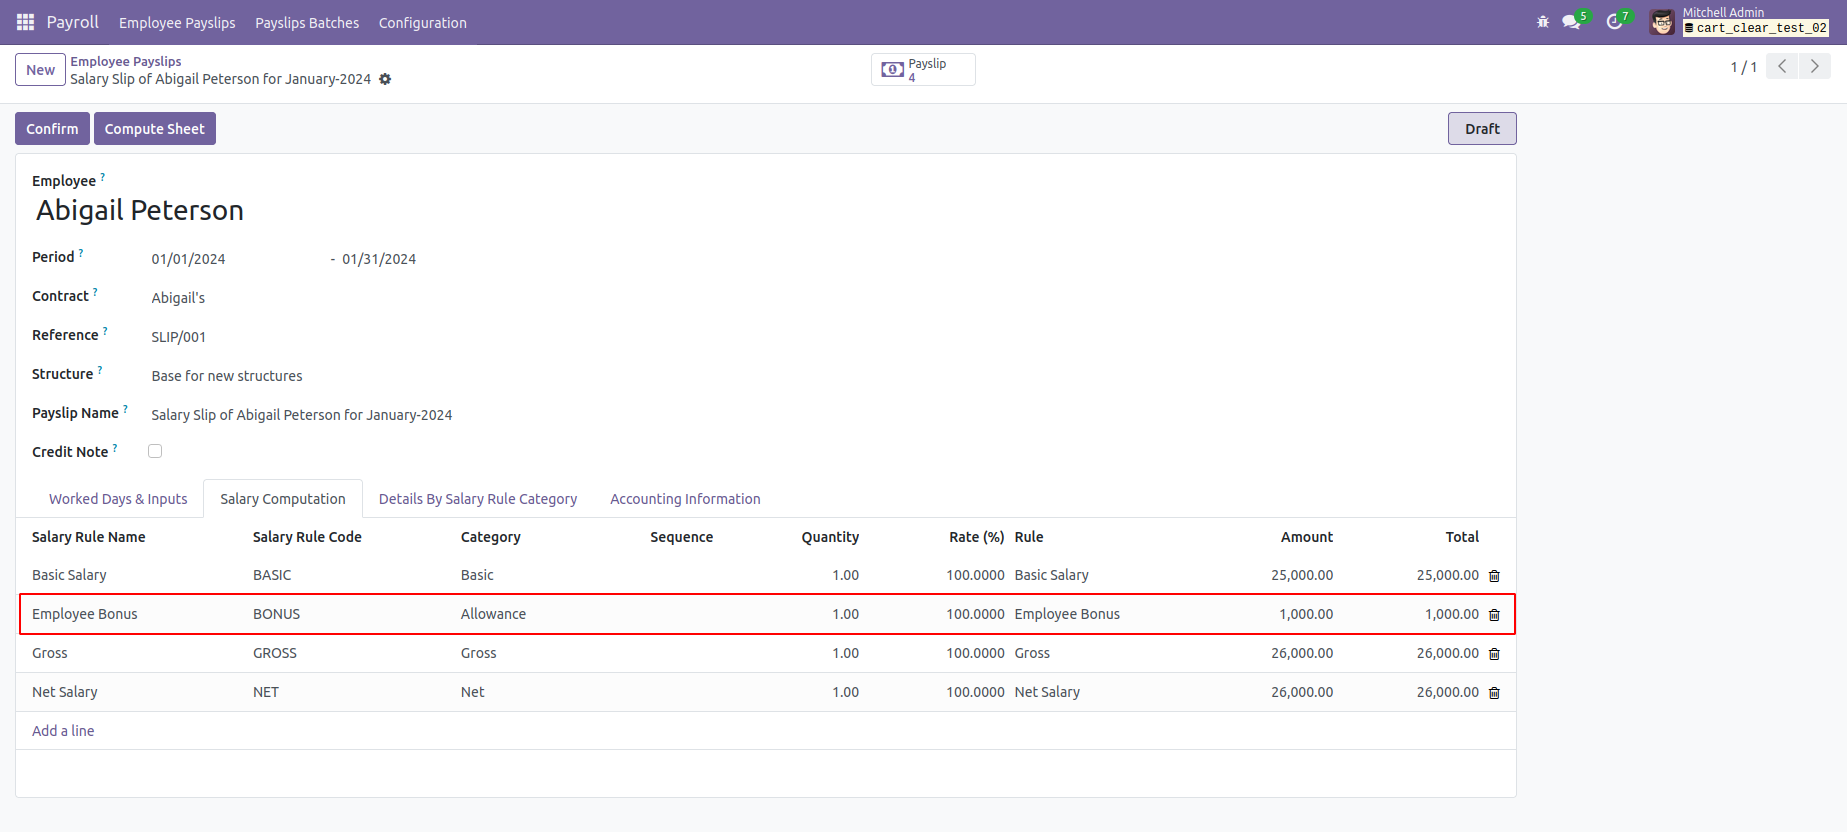 Payroll Employee Payslips Payslips Batches Configuration 5 7 Mitchell Admin
cart_clear_test_02
New Employee Payslips Payslip 1 / 1
Salary Slip of Abigail Peterson for January-2024 4
Confirm Compute Sheet Draft
Employee ?
Abigail Peterson
Period ? 01/01/2024 - 01/31/2024
Contract ? Abigail's
Reference ? SLIP/001
Structure ? Base for new structures
Payslip Name ? Salary Slip of Abigail Peterson for January-2024
Credit Note ?
Worked Days & Inputs Salary Computation Details By Salary Rule Category Accounting Information
Salary Rule Name Salary Rule Code Category Sequence Quantity Rate (%) Rule Amount Total
Basic Salary BASIC Basic 1.00 100.0000 Basic Salary 25,000.00 25,000.00
Employee Bonus BONUS Allowance 1.00 100.0000 Employee Bonus 1,000.00 1,000.00
Gross GROSS Gross 1.00 100.0000 Gross 26,000.00 26,000.00
Net Salary NET Net 1.00 100.0000 Net Salary 26,000.00 26,000.00
Add a line